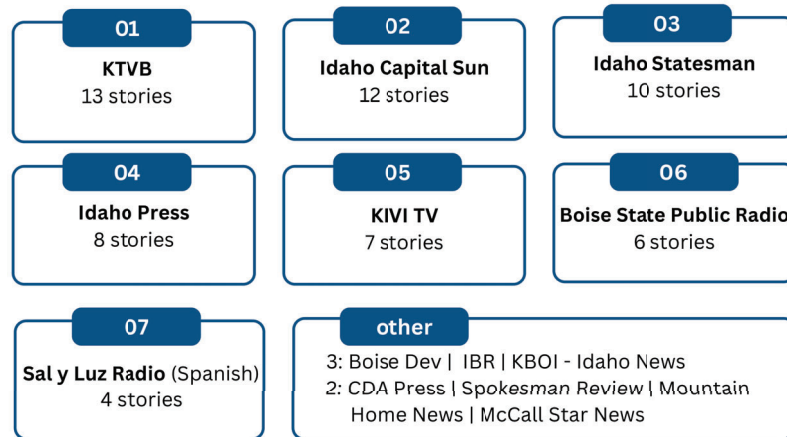 01
KTVB
13 stories
02
Idaho Capital Sun
12 stories
03
Idaho Statesman
10 stories
04
Idaho Press
8 stories
05
KIVI TV
7 stories
06
Boise State Public Radio
6 stories
07
Sal y Luz Radio (Spanish)
4 stories
other
3: Boise Dev | IBR | KBOI - Idaho News
2: CDA Press | Spokesman Review | Mountain
Home News | McCall Star News